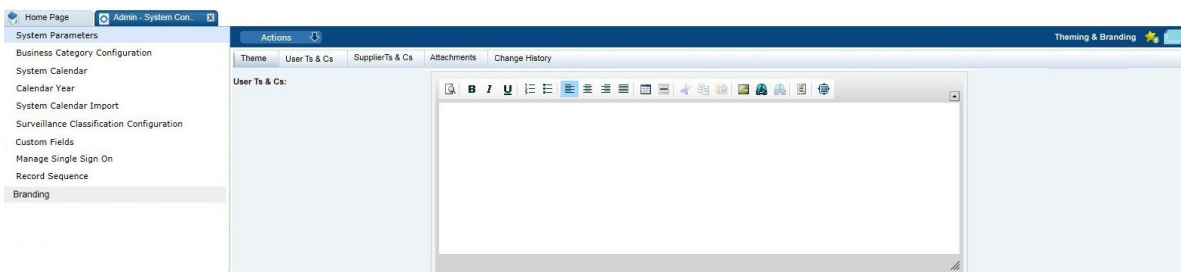 Home Page
Admin - System Con..
System Parameters
Business Category Configuration
System Calendar
Calendar Year
System Calendar Import
Surveillance Classification Configuration
Custom Fields
Manage Single Sign On
Record Sequence
Branding
Actions
Theming & Branding
Theme User Ts & Cs SupplierTs & Cs Attachments Change History
User Ts & Cs:
B I U